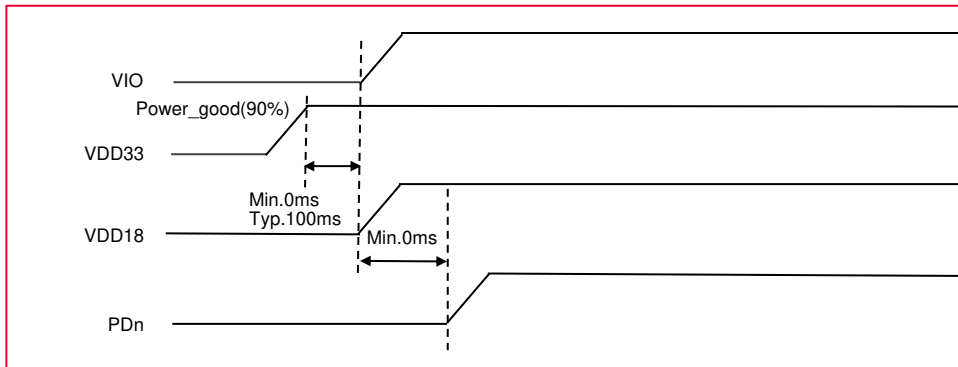 VIO
Power_good(90%)
VDD33
Min.0ms
Typ.100ms
VDD18
Min.0ms
PDn